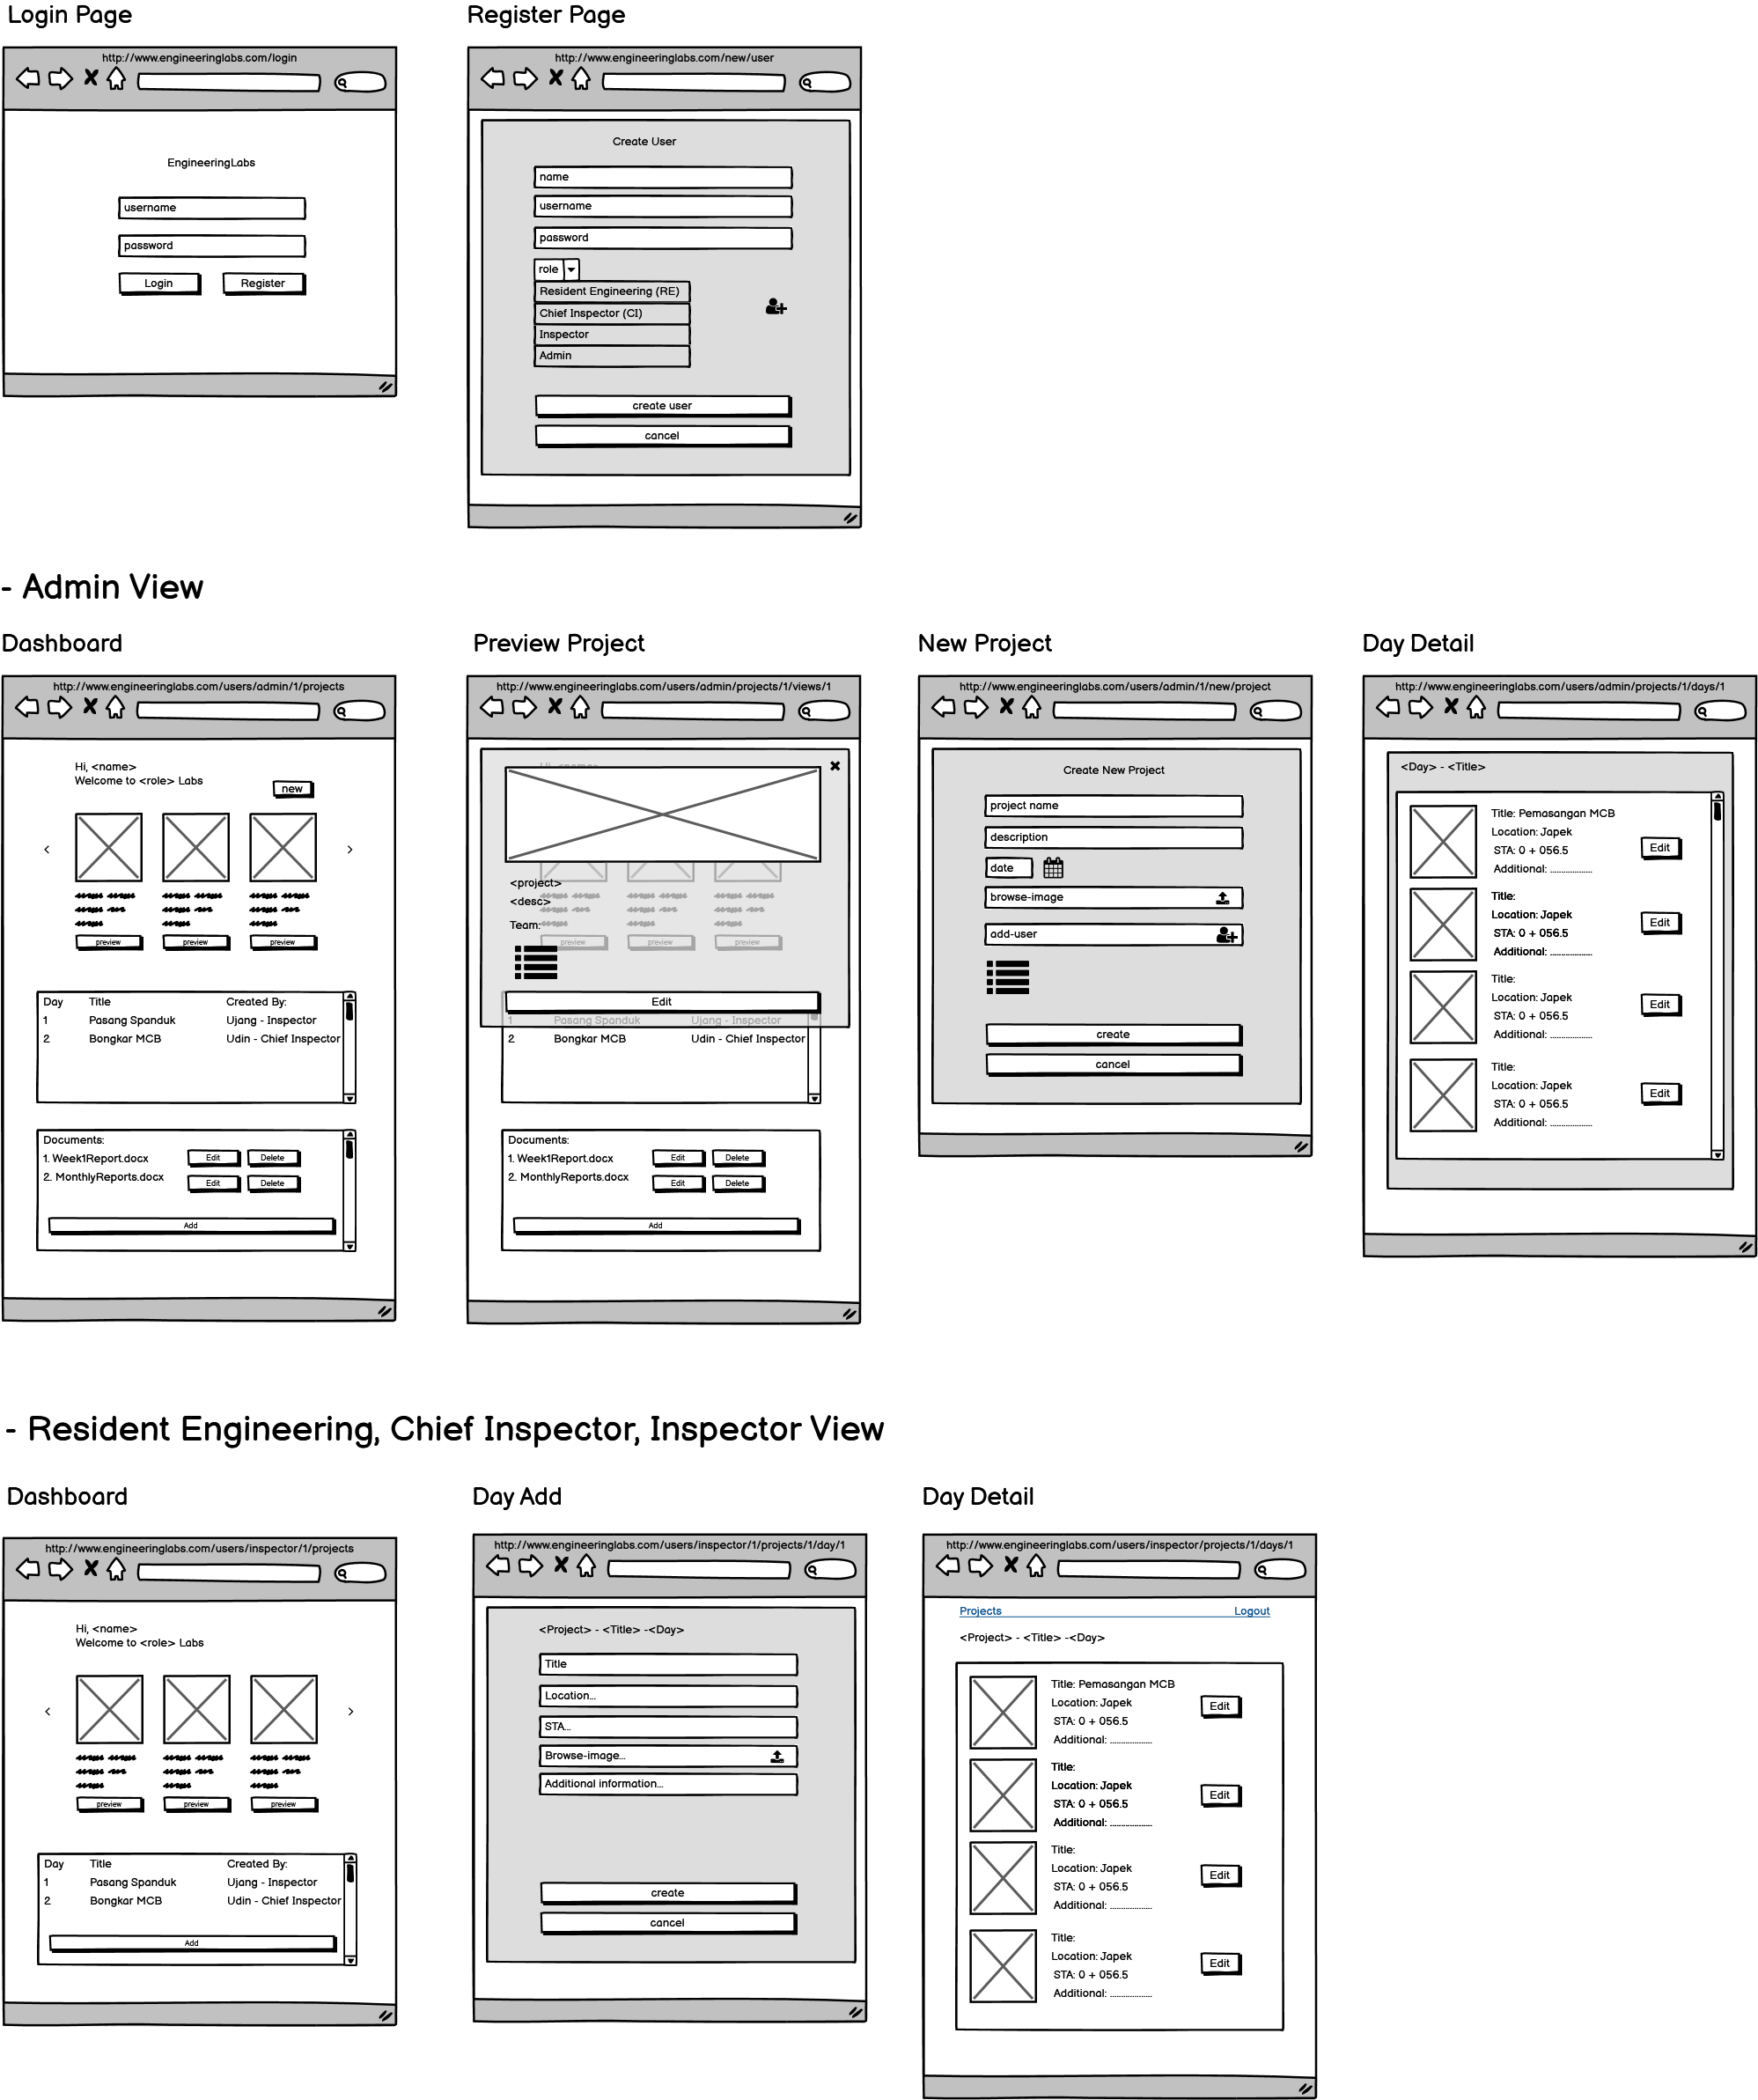 Login Page
http://www.engineeringlabs.com/login
EngineeringLabs
username
password
Login
Register
Register Page
http://www.engineeringlabs.com/new/user
Create User
name
username
password
role
Resident Engineering (RE)
Chief Inspector (CI)
Inspector
Admin
create user
cancel
- Admin View
Dashboard
http://www.engineeringlabs.com/users/admin/1/projects
Hi, <name>
Welcome to <role> Labs
new
<
>
preview
preview
preview
Day Title Created By:
1 Pasang Spanduk Ujang - Inspector
2 Bongkar MCB Udin - Chief Inspector
Documents:
1. Week1Report.docx Edit Delete
2. MonthlyReports.docx Edit Delete
Add
Preview Project
http://www.engineeringlabs.com/users/admin/projects/1/views/1
Hi, <name>
<project>
<desc>
Team:
preview
preview
preview
Edit
1 Pasang Spanduk Ujang - Inspector
2 Bongkar MCB Udin - Chief Inspector
Documents:
1. Week1Report.docx Edit Delete
2. MonthlyReports.docx Edit Delete
Add
New Project
http://www.engineeringlabs.com/users/admin/1/new/project
Create New Project
project name
description
date
browse-image
add-user
create
cancel
Day Detail
http://www.engineeringlabs.com/users/admin/projects/1/days/1
<Day> - <Title>
Title: Pemasangan MCB
Location: Japek
STA: 0 + 056.5
Additional: ....................
Edit
Title:
Location: Japek
STA: 0 + 056.5
Additional: ....................
Edit
Title:
Location: Japek
STA: 0 + 056.5
Additional: ....................
Edit
Title:
Location: Japek
STA: 0 + 056.5
Additional: ....................
Edit
- Resident Engineering, Chief Inspector, Inspector View
Dashboard
http://www.engineeringlabs.com/users/inspector/1/projects
Hi, <name>
Welcome to <role> Labs
<
>
preview
preview
preview
Day Title Created By:
1 Pasang Spanduk Ujang - Inspector
2 Bongkar MCB Udin - Chief Inspector
Add
Day Add
http://www.engineeringlabs.com/users/inspector/1/projects/1/day/1
<Project> - <Title> -<Day>
Title
Location...
STA...
Browse-image...
Additional information...
create
cancel
Day Detail
http://www.engineeringlabs.com/users/inspector/projects/1/days/1
Projects Logout
<Project> - <Title> -<Day>
Title: Pemasangan MCB
Location: Japek
STA: 0 + 056.5
Additional: ....................
Edit
Title:
Location: Japek
STA: 0 + 056.5
Additional: ....................
Edit
Title:
Location: Japek
STA: 0 + 056.5
Additional: ....................
Edit
Title:
Location: Japek
STA: 0 + 056.5
Additional: ....................
Edit